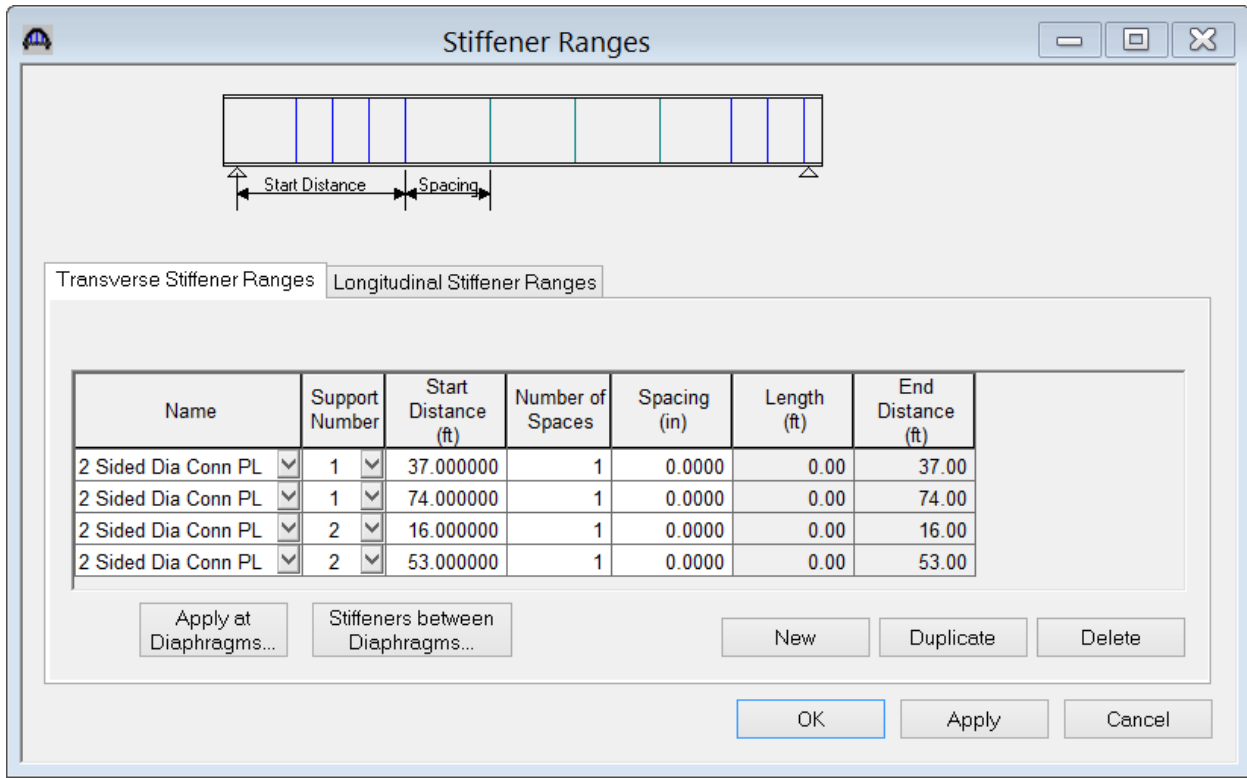 Stiffener Ranges
Start Distance
Spacing
Transverse Stiffener Ranges
Longitudinal Stiffener Ranges
Name
Support Number
Start Distance (ft)
Number of Spaces
Spacing (in)
Length (ft)
End Distance (ft)
2 Sided Dia Conn PL 1 37.000000 1 0.0000 0.00 37.00
2 Sided Dia Conn PL 1 74.000000 1 0.0000 0.00 74.00
2 Sided Dia Conn PL 2 16.000000 1 0.0000 0.00 16.00
2 Sided Dia Conn PL 2 53.000000 1 0.0000 0.00 53.00
Apply at
Diaphragms...
Stiffeners between
Diaphragms...
New
Duplicate
Delete
OK
Apply
Cancel